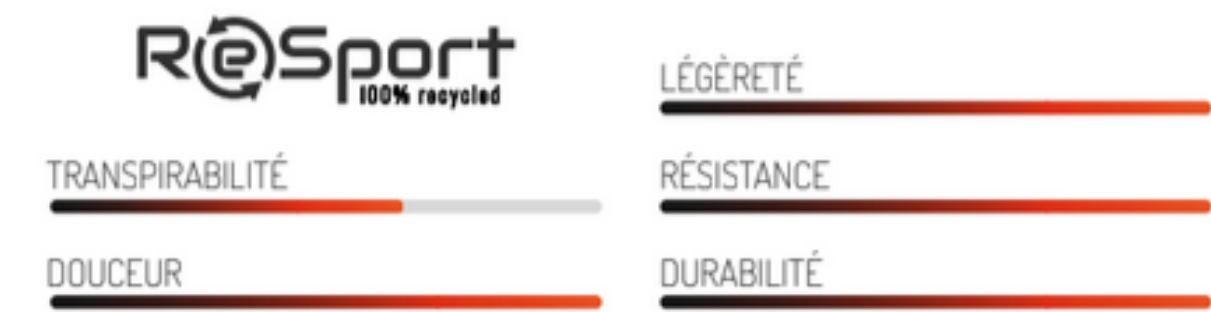 ReSport
100% recycled
TRANSPIRABILITÉ
DOUCEUR
LÉGÈRETÉ
RÉSISTANCE
DURABILITÉ